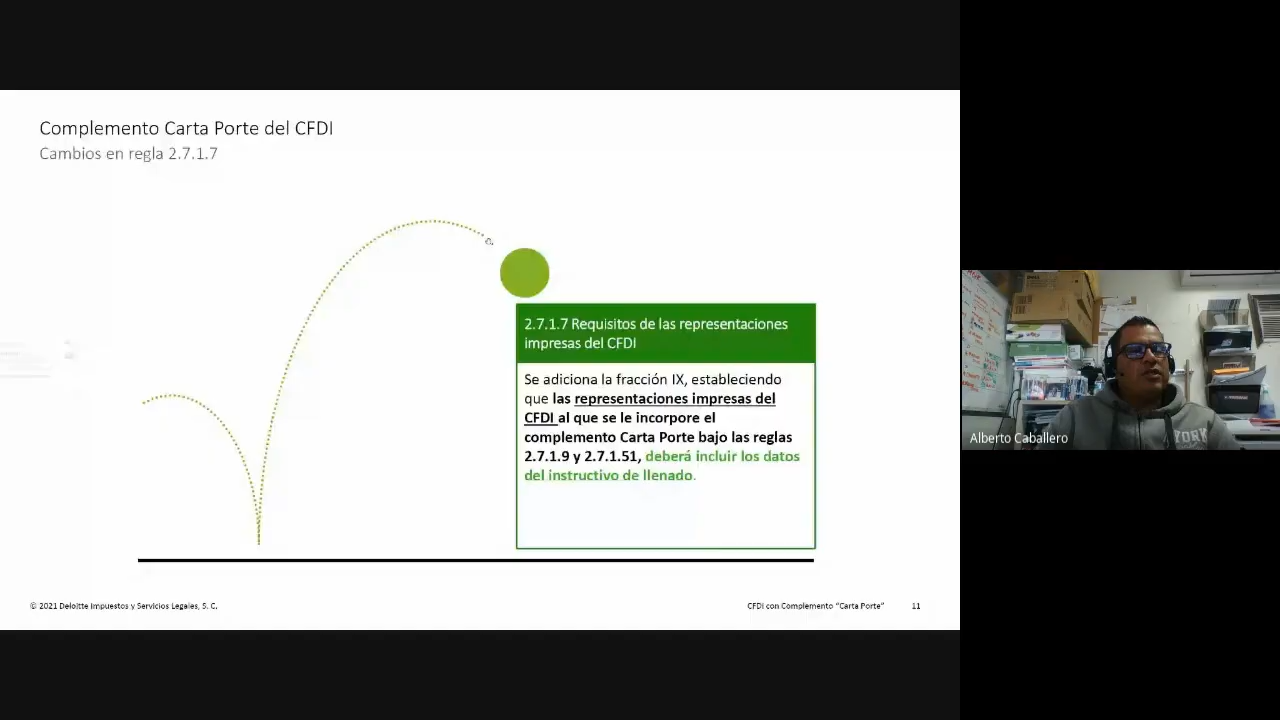 Complemento Carta Porte del CFDI
Cambios en regla 2.7.1.7
2.7.1.7 Requisitos de las representaciones
impresas del CFDI
Se adiciona la fracción IX, estableciendo
que las representaciones impresas del
CFDI al que se le incorpore el
complemento Carta Porte bajo las reglas
2.7.1.9 y 2.7.1.51, deberá incluir los datos
del instructivo de llenado.
© 2021 Deloitte Impuestos y Servicios Legales, S. C.
CFDI con Complemento "Carta Porte"
11
Alberto Caballero
YORK